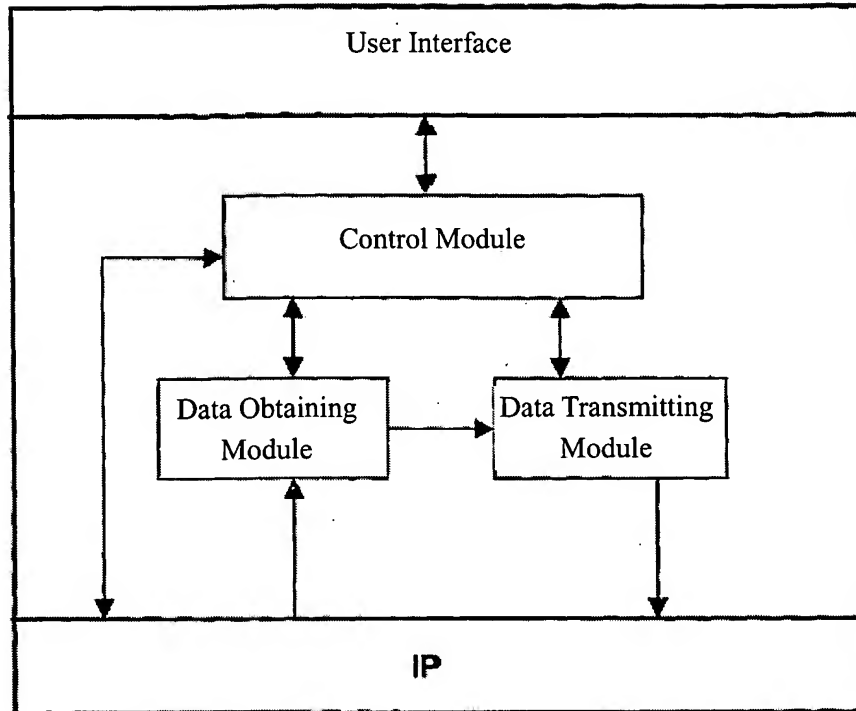 User Interface
Control Module
Data Obtaining
Module
Data Transmitting
Module
IP